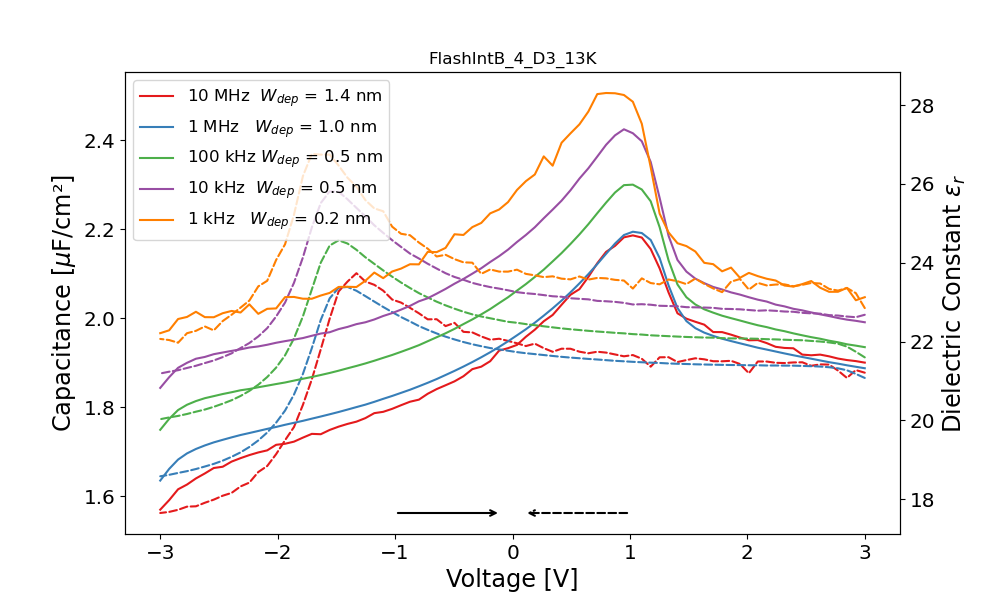 FlashIntB_4_D3_13K
10 MHz W_dep = 1.4 nm
1 MHz W_dep = 1.0 nm
100 kHz W_dep = 0.5 nm
10 kHz W_dep = 0.5 nm
1 kHz W_dep = 0.2 nm
Capacitance [μF/cm²]
2.4
2.2
2.0
1.8
1.6
28
26
24
22
20
18
Dielectric Constant ε_r
−3 −2 −1 0 1 2 3
Voltage [V]